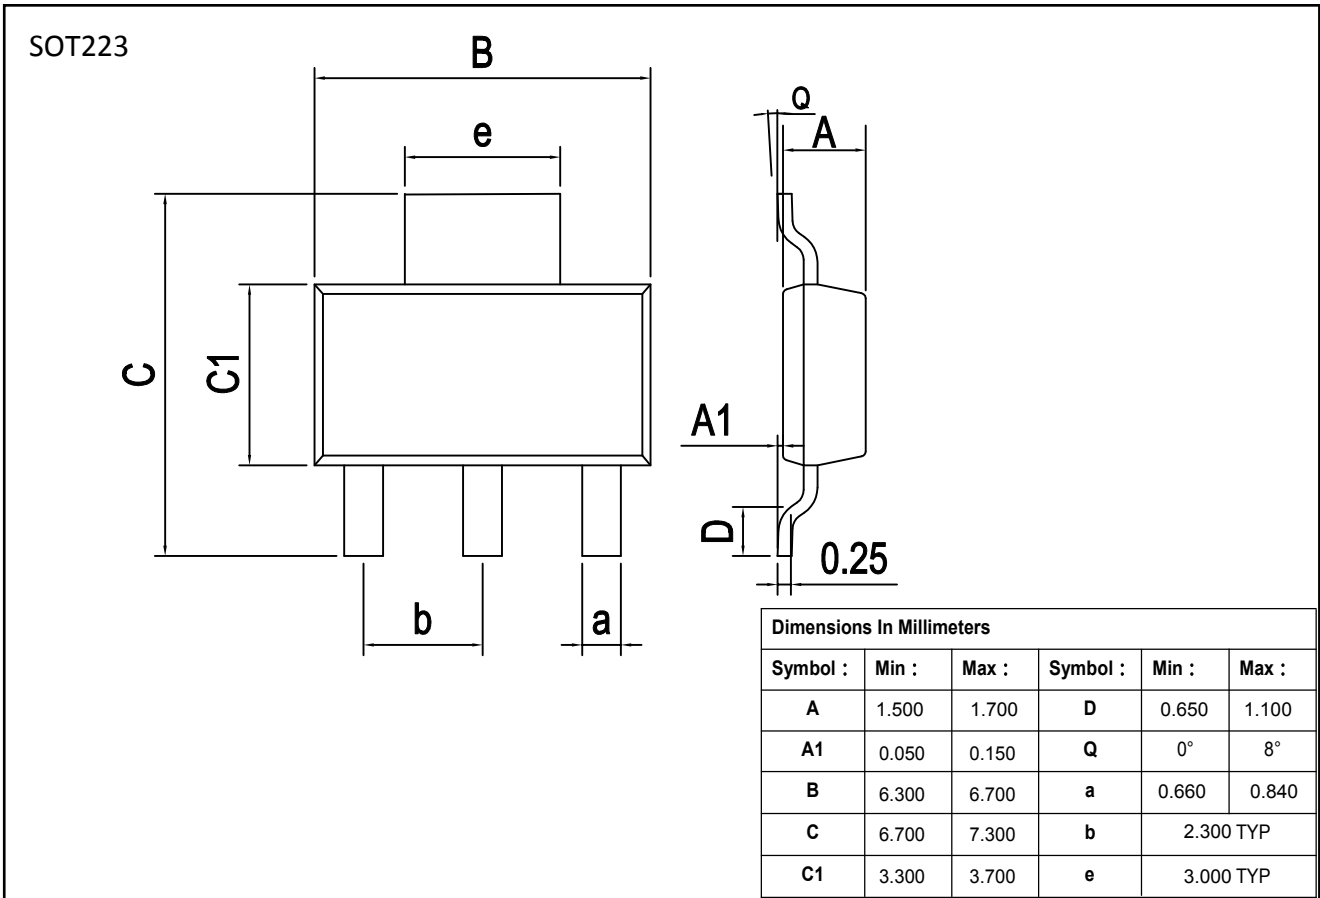 SOT223
B
e
Q
A
C
C1
A1
D
0.25
b
a
Dimensions In Millimeters
Symbol： Min： Max： Symbol： Min： Max：
A 1.500 1.700 D 0.650 1.100
A1 0.050 0.150 Q 0° 8°
B 6.300 6.700 a 0.660 0.840
C 6.700 7.300 b 2.300 TYP
C1 3.300 3.700 e 3.000 TYP